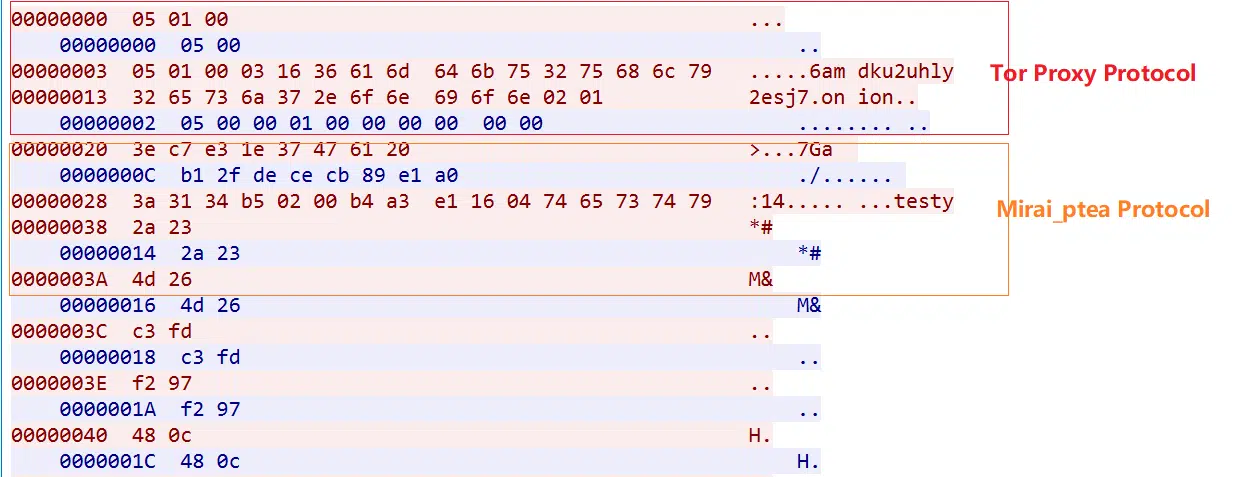 00000000 05 01 00 ...
00000000 05 00 ..
00000003 05 01 00 03 16 36 61 6d 64 6b 75 32 75 68 6c 79 .....6am dku2uhly
Tor Proxy Protocol
00000013 32 65 73 6a 37 2e 6f 6e 69 6f 6e 02 01 2esj7.on ion..
00000002 05 00 00 01 00 00 00 00 00 00 ........ ..
00000020 3e c7 e3 1e 37 47 61 20 >...7Ga
0000000C b1 2f de ce cb 89 e1 a0 ./......
00000028 3a 31 34 b5 02 00 b4 a3 e1 16 04 74 65 73 74 79 :14..... ...testy
Mirai_ptea Protocol
00000038 2a 23 *#
00000014 2a 23 *#
0000003A 4d 26 M&
00000016 4d 26 M&
0000003C c3 fd ..
00000018 c3 fd ..
0000003E f2 97 ..
0000001A f2 97 ..
00000040 48 0c H.
0000001C 48 0c H.